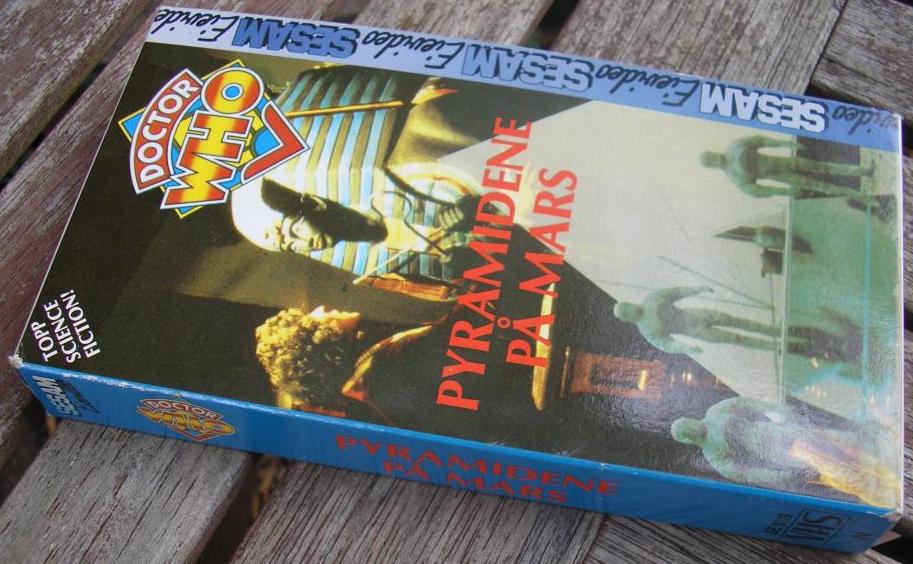 SESAM Eievideo SESAM Eievideo SESAM Eievideo
DOCTOR
WHO
TOPP
SCIENCE
FICTION!
PYRAMIDENE
PÅ MARS
SESAM
DOCTOR
WHO
PYRAMIDENE
PÅ MARS
VHS